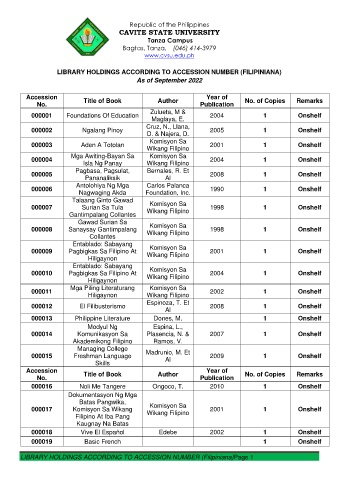 Republic of the Philippines
CAVITE STATE UNIVERSITY
Tanza Campus
Bagtas, Tanza, (046) 414-3979
www.cvsu.edu.ph
LIBRARY HOLDINGS ACCORDING TO ACCESSION NUMBER (FILIPINIANA)
As of September 2022
Accession No. Title of Book Author Year of Publication No. of Copies Remarks
000001 Foundations Of Education Zulueta, M & Maglaya, E. 2004 1 Onshelf
000002 Ngalang Pinoy Cruz, N., Llana, D. & Najera, D. 2005 1 Onshelf
000003 Aden A Totolan Komisyon Sa Wikang Filipino 2001 1 Onshelf
000004 Mga Awiting-Bayan Sa Isla Ng Panay Komisyon Sa Wikang Filipino 2004 1 Onshelf
000005 Pagbasa, Pagsulat, Pananaliksik Bernales, R. Et Al 2008 1 Onshelf
000006 Antolohiya Ng Mga Nagwaging Akda Carlos Palanca Foundation, Inc. 1990 1 Onshelf
000007 Talaang Ginto Gawad Surian Sa Tula Gantimpalang Collantes Komisyon Sa Wikang Filipino 1998 1 Onshelf
000008 Gawad Surian Sa Sanaysay Gantimpalang Collantes Komisyon Sa Wikang Filipino 1998 1 Onshelf
000009 Entablado: Sabayang Pagbigkas Sa Filipino At Hiligaynon Komisyon Sa Wikang Filipino 2001 1 Onshelf
000010 Entablado: Sabayang Pagbigkas Sa Filipino At Hiligaynon Komisyon Sa Wikang Filipino 2004 1 Onshelf
000011 Mga Piling Literaturang Hiligaynon Komisyon Sa Wikang Filipino 2002 1 Onshelf
000012 El Filibusterismo Espinoza, T. Et Al 2008 1 Onshelf
000013 Philippine Literature Dones, M. 1 Onshelf
000014 Modyul Ng Komunikasyon Sa Akademikong Filipino Espina, L., Plasencia, N. & Ramos, V. 2007 1 Onshelf
000015 Managing College Freshman Language Skills Madrunio, M. Et Al 2009 1 Onshelf
Accession No. Title of Book Author Year of Publication No. of Copies Remarks
000016 Noli Me Tangere Ongoco, T. 2010 1 Onshelf
000017 Dokumentasyon Ng Mga Batas Pangwika, Komisyon Sa Wikang Filipino At Iba Pang Kaugnay Na Batas Komisyon Sa Wikang Filipino 2001 1 Onshelf
000018 Vive El Español Edebe 2002 1 Onshelf
000019 Basic French 1 Onshelf
LIBRARY HOLDINGS ACCORDING TO ACCESSION NUMBER (Filipiniana)Page 1